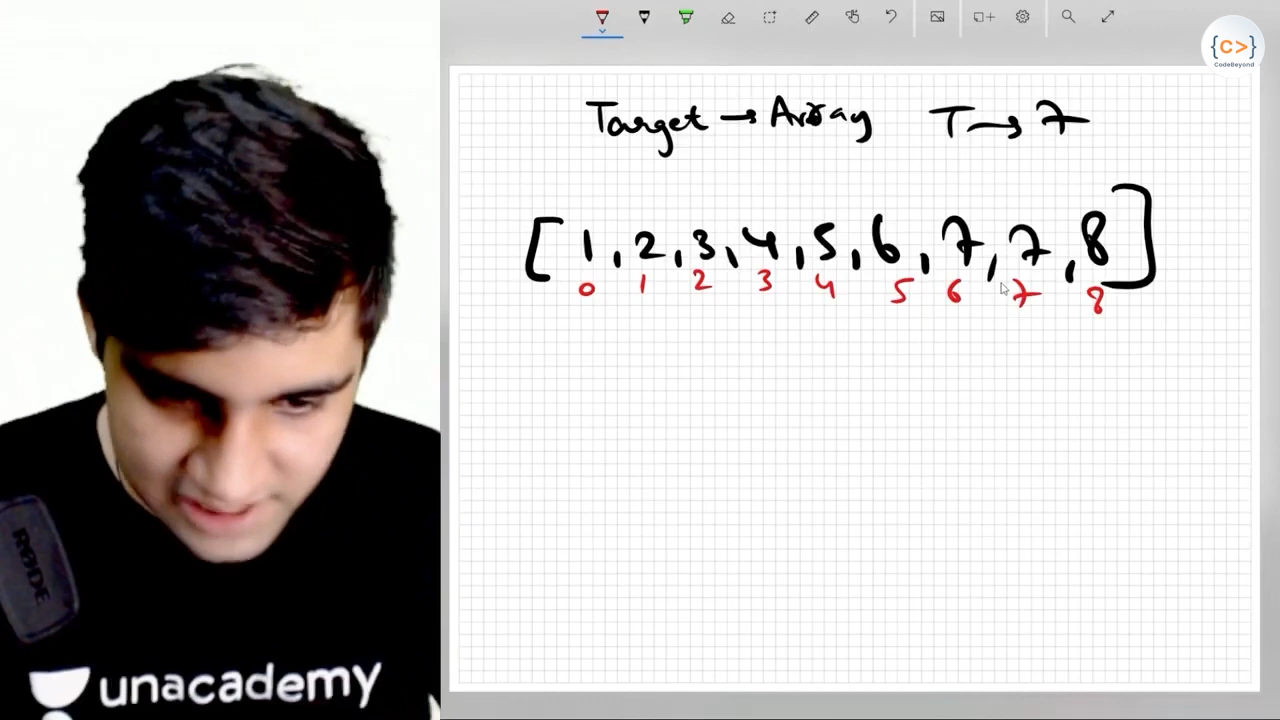 {C>}
CodeBeyond
Target → Array T → 7
[1, 2, 3, 4, 5, 6, 7, 7, 8]
0 1 2 3 4 5 6 7 8
RØDE
unacademy